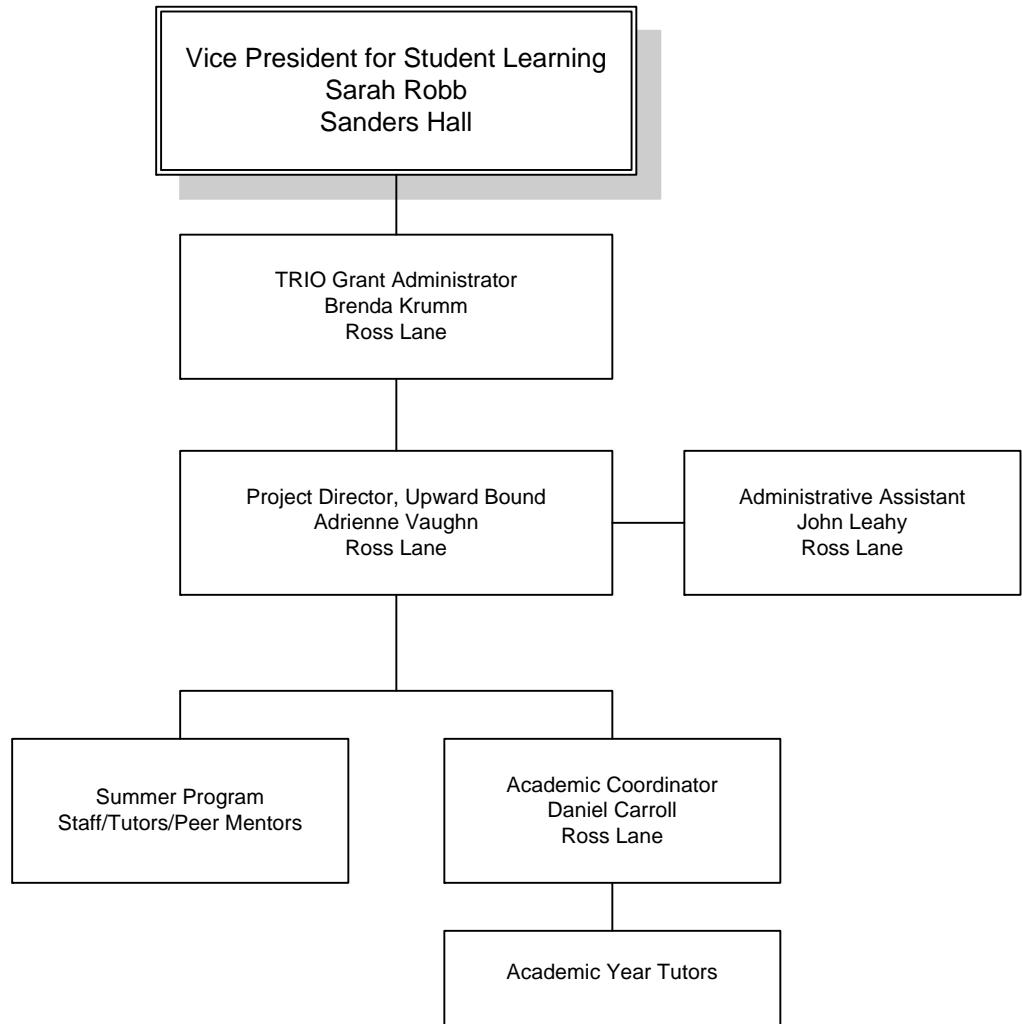 Vice President for Student Learning
Sarah Robb
Sanders Hall
TRIO Grant Administrator
Brenda Krumm
Ross Lane
Project Director, Upward Bound
Adrienne Vaughn
Ross Lane
Administrative Assistant
John Leahy
Ross Lane
Summer Program
Staff/Tutors/Peer Mentors
Academic Coordinator
Daniel Carroll
Ross Lane
Academic Year Tutors